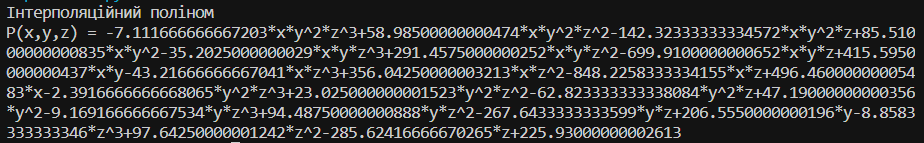 Інтерполяційний поліном
P(x,y,z) = -7.111666666667203*x*y^2*z^3+58.98500000000474*x*y^2*z^2-142.32333333334572*x*y^2*z+85.510
00000000835*x*y^2-35.2025000000029*x*y*z^3+291.4575000000252*x*y*z^2-699.9100000000652*x*y*z+415.5950
000000437*x*y-43.21666666667041*x*z^3+356.04250000003213*x*z^2-848.2258333334155*x*z+496.460000000054
83*x-2.3916666666668065*y^2*z^3+23.025000000001523*y^2*z^2-62.823333333338084*y^2*z+47.19000000000356
*y^2-9.169166666667534*y*z^3+94.48750000000888*y*z^2-267.6433333333599*y*z+206.5550000000196*y-8.8583
333333346*z^3+97.64250000001242*z^2-285.62416666670265*z+225.93000000002613